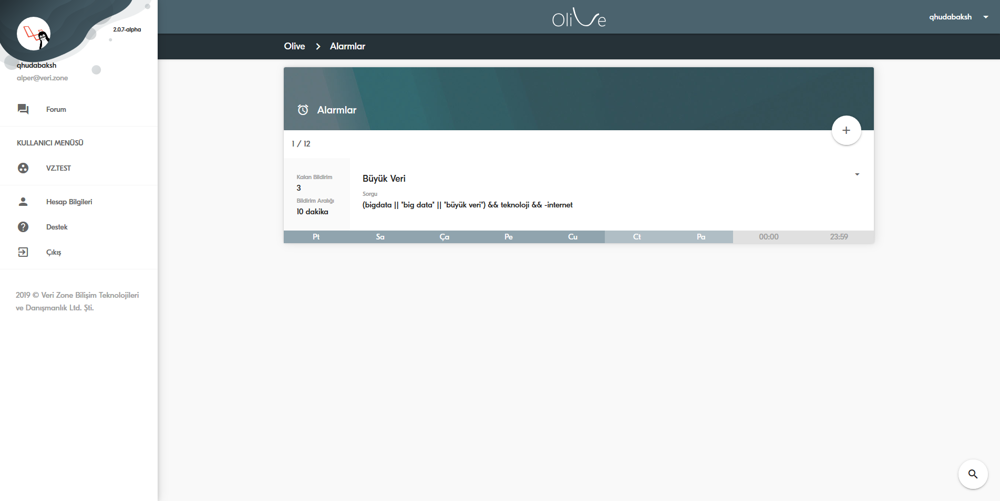 2.0.7-alpha
qhudabaksh
alper@veri.zone
Forum
KULLANICI MENÜSÜ
VZ.TEST
Hesap Bilgileri
Destek
Çıkış
2019 © Veri Zone Bilişim Teknolojileri
ve Danışmanlık Ltd. Şti.
Olive
qhudabaksh
Olive Alarmlar
Alarmlar
1 / 12
Kalan Bildirim
3
Bildirim Aralığı
10 dakika
Büyük Veri
Sorgu
(bigdata || "big data" || "büyük veri") && teknoloji && -internet
Pt Sa Ça Pe Cu Ct Pa 00:00 23:59